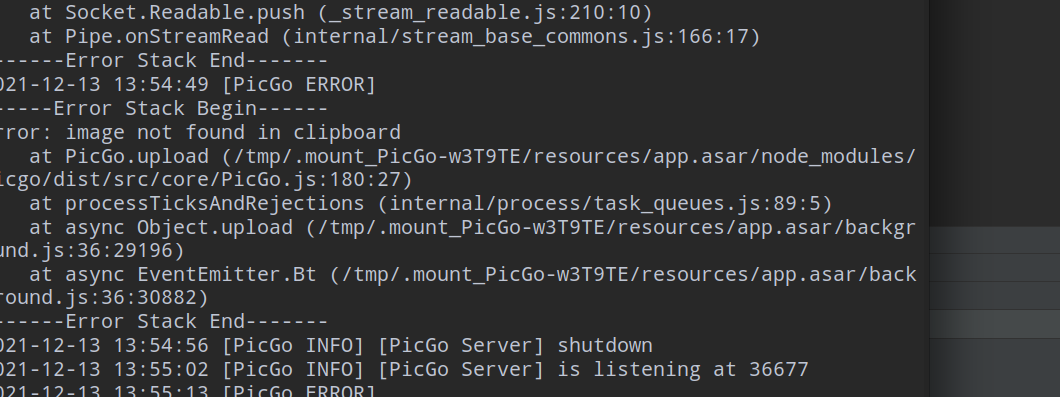 at Socket.Readable.push (_stream_readable.js:210:10)
at Pipe.onStreamRead (internal/stream_base_commons.js:166:17)
------Error Stack End-------
021-12-13 13:54:49 [PicGo ERROR]
-----Error Stack Begin------
rror: image not found in clipboard
at PicGo.upload (/tmp/.mount_PicGo-w3T9TE/resources/app.asar/node_modules/
icgo/dist/src/core/PicGo.js:180:27)
at processTicksAndRejections (internal/process/task_queues.js:89:5)
at async Object.upload (/tmp/.mount_PicGo-w3T9TE/resources/app.asar/backgr
und.js:36:29196)
at async EventEmitter.Bt (/tmp/.mount_PicGo-w3T9TE/resources/app.asar/back
round.js:36:30882)
------Error Stack End-------
021-12-13 13:54:56 [PicGo INFO] [PicGo Server] shutdown
021-12-13 13:55:02 [PicGo INFO] [PicGo Server] is listening at 36677
021-12-13 13:55:13 [PicGo ERROR]